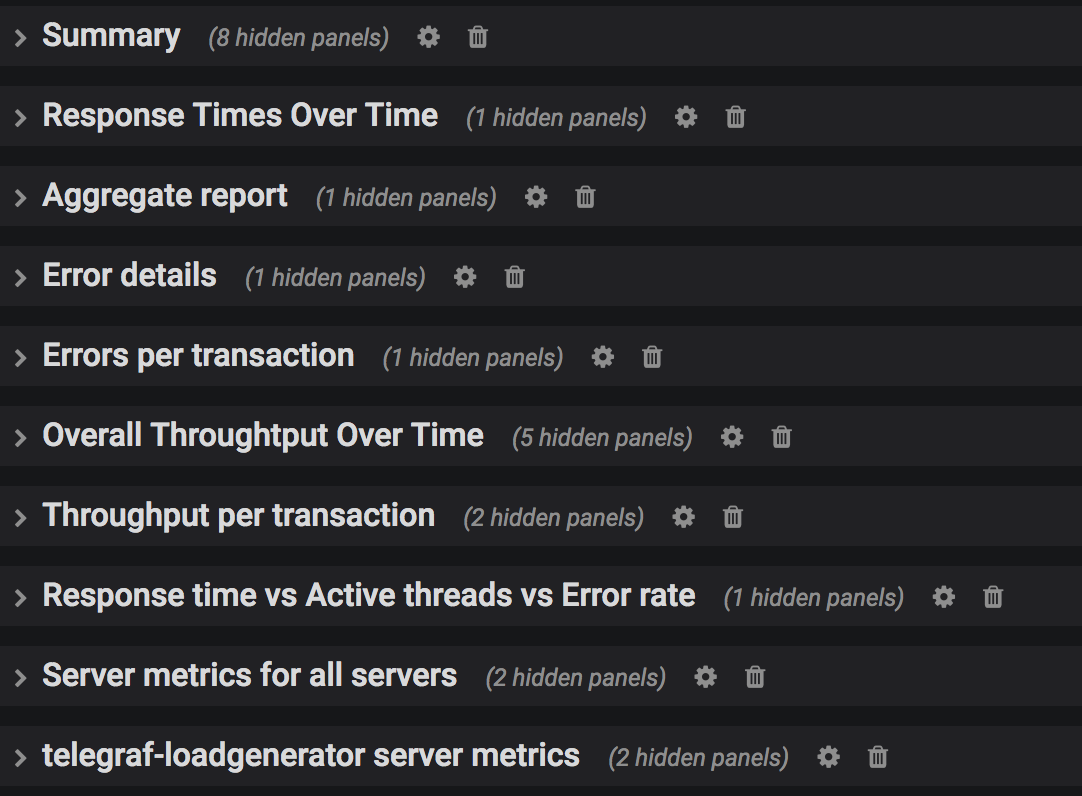 Summary (8 hidden panels)
Response Times Over Time (1 hidden panels)
Aggregate report (1 hidden panels)
Error details (1 hidden panels)
Errors per transaction (1 hidden panels)
Overall Throughtput Over Time (5 hidden panels)
Throughput per transaction (2 hidden panels)
Response time vs Active threads vs Error rate (1 hidden panels)
Server metrics for all servers (2 hidden panels)
telegraf-loadgenerator server metrics (2 hidden panels)